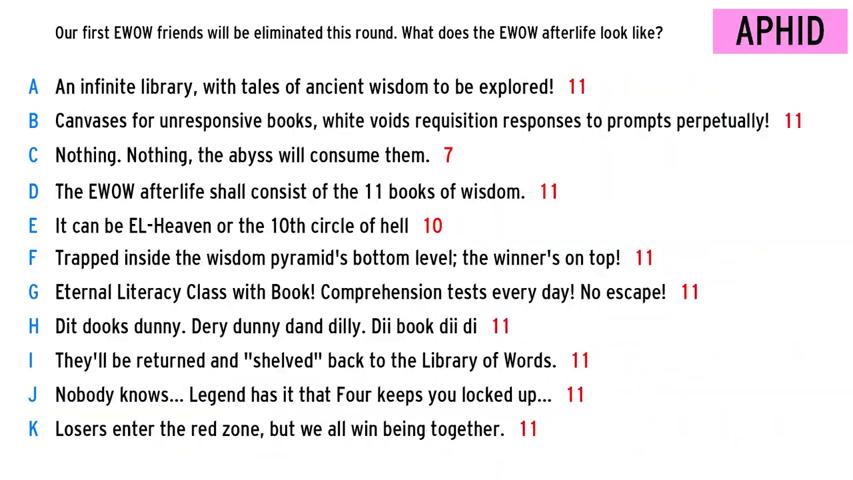 Our first EWOW friends will be eliminated this round. What does the EWOW afterlife look like?
APHID
A An infinite library, with tales of ancient wisdom to be explored! 11
B Canvases for unresponsive books, white voids requisition responses to prompts perpetually! 11
C Nothing. Nothing, the abyss will consume them. 7
D The EWOW afterlife shall consist of the 11 books of wisdom. 11
E It can be EL-Heaven or the 10th circle of hell 10
F Trapped inside the wisdom pyramid's bottom level; the winner's on top! 11
G Eternal Literacy Class with Book! Comprehension tests every day! No escape! 11
H Dit dooks dunny. Dery dunny dand dilly. Dii book dii di 11
I They'll be returned and "shelved" back to the Library of Words. 11
J Nobody knows... Legend has it that Four keeps you locked up... 11
K Losers enter the red zone, but we all win being together. 11